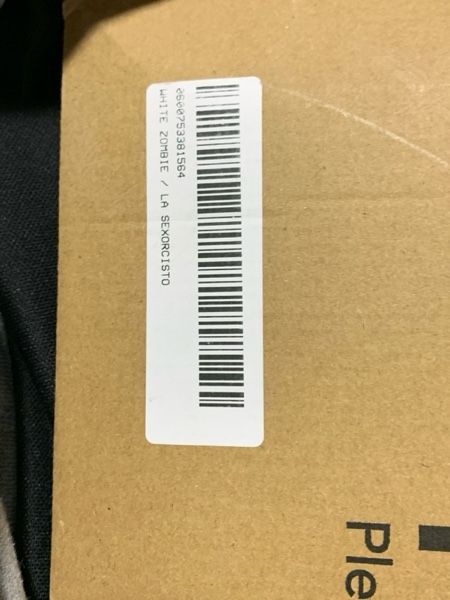 0600753381564
WHITE ZOMBIE / LA SEXORCISTO
Ple